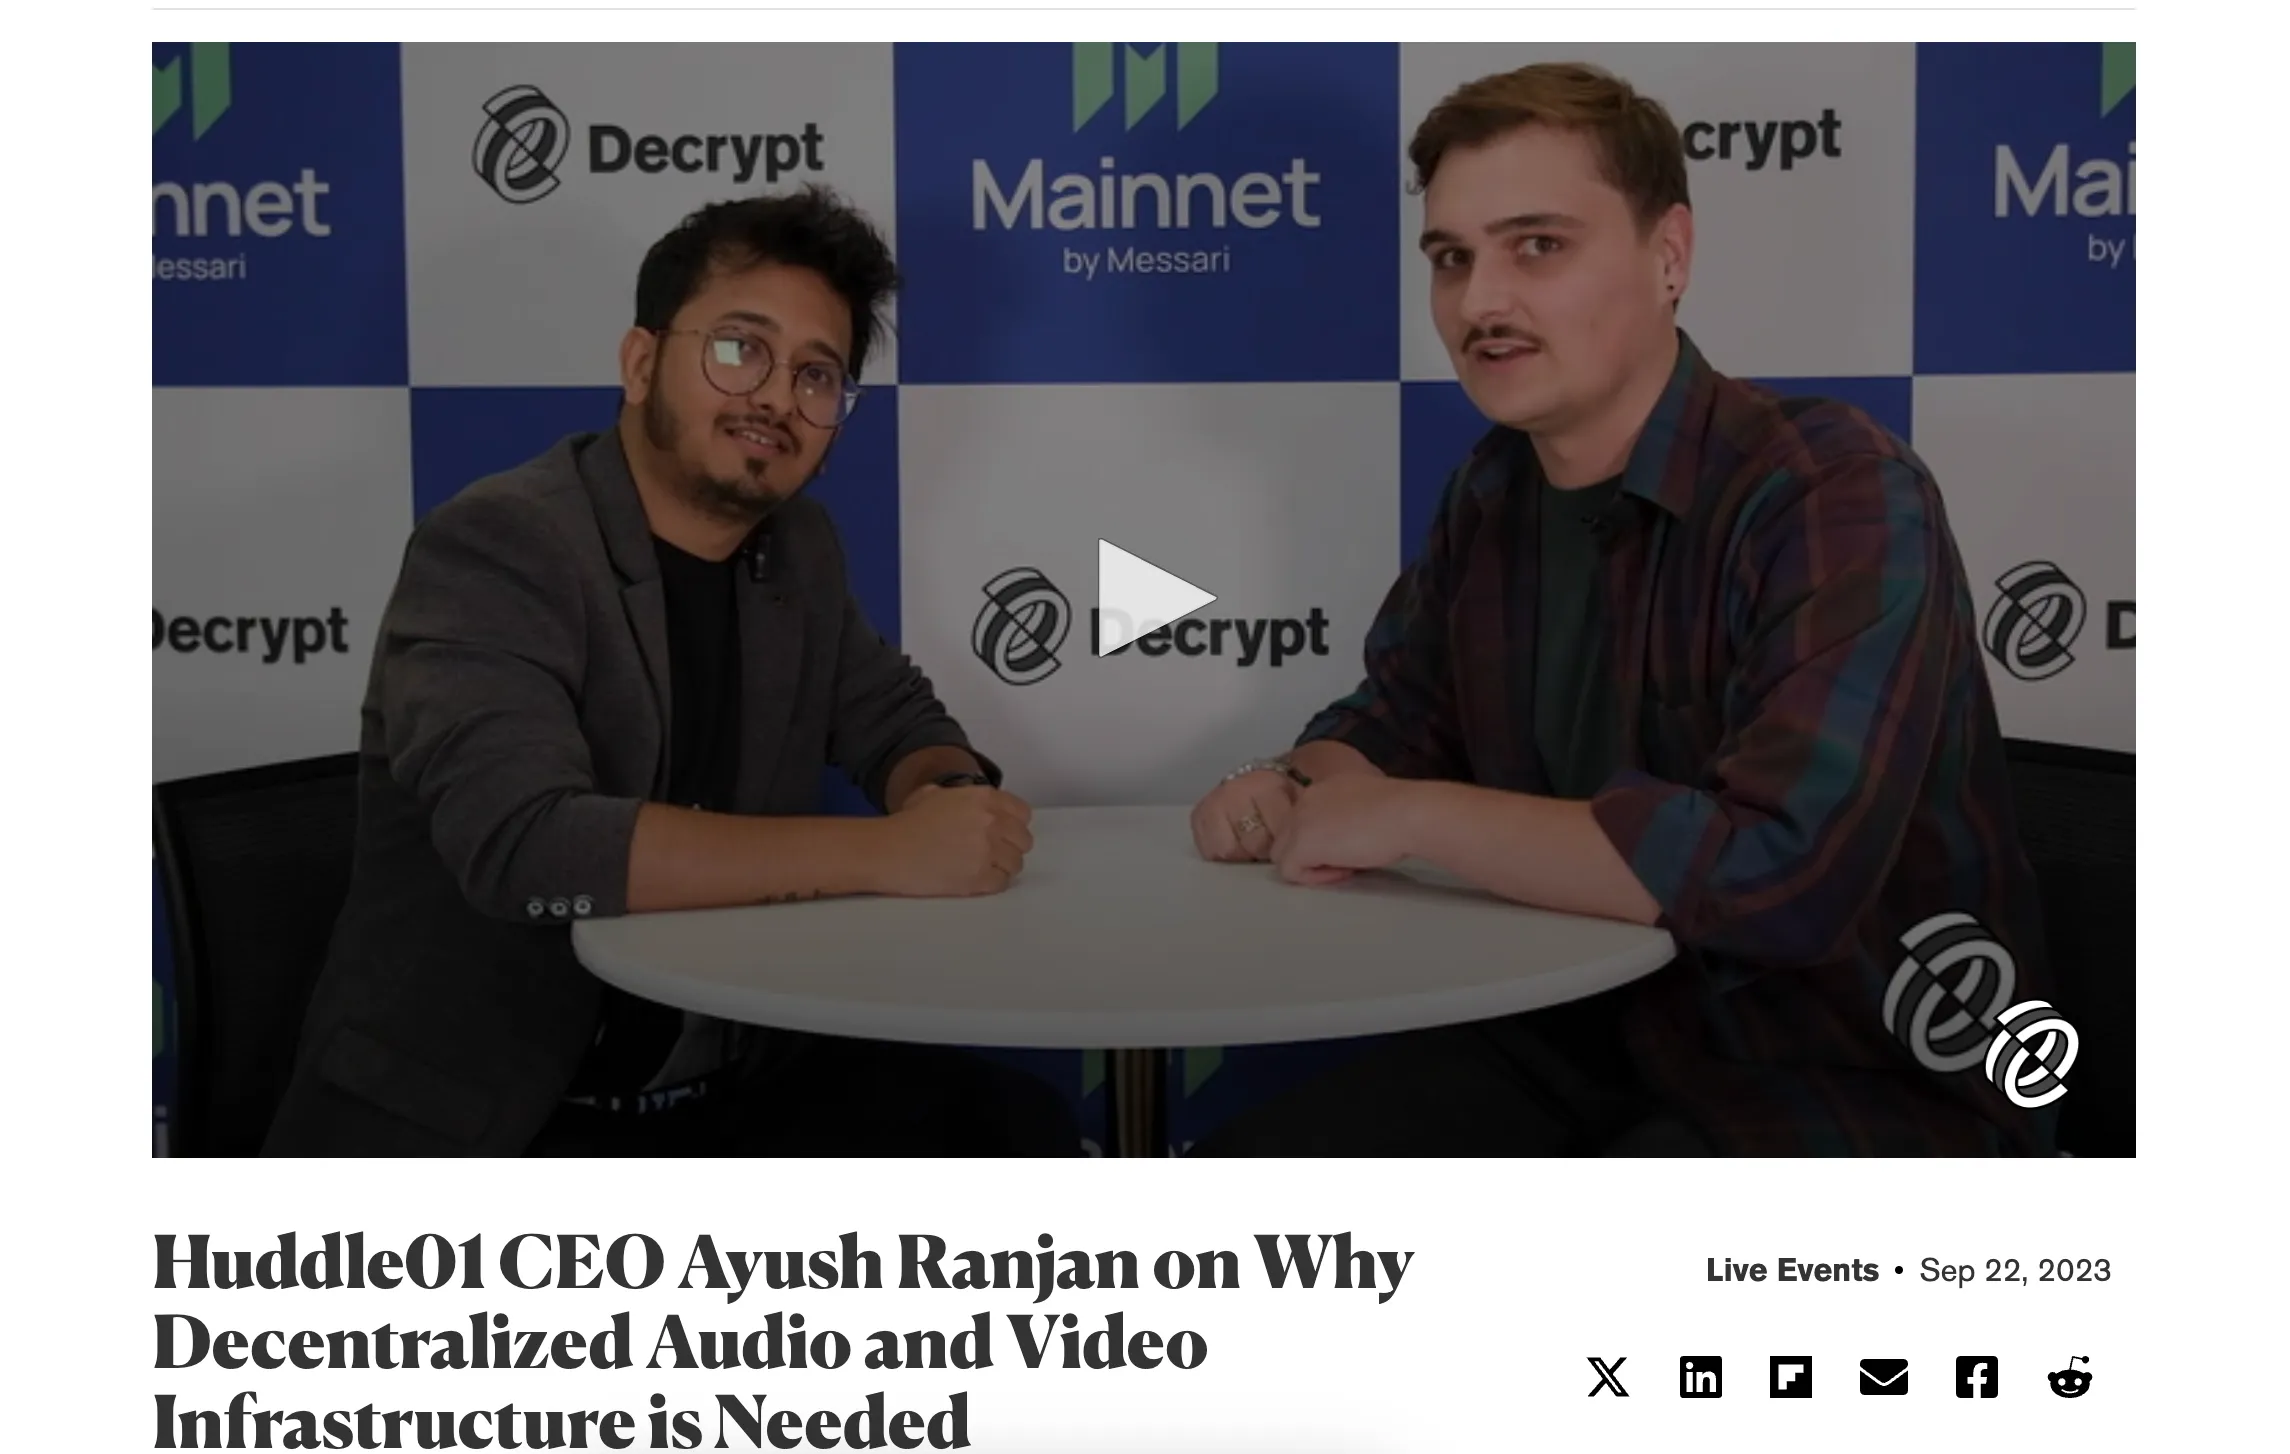 Decrypt
Mainnet
by Messari
crypt
Mai
by
nnet
essari
Decrypt
ecrypt
Huddle01 CEO Ayush Ranjan on Why
Decentralized Audio and Video
Infrastructure is Needed
Live Events • Sep 22, 2023